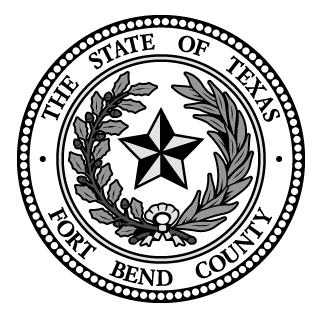 THE STATE OF TEXAS
FORT BEND COUNTY